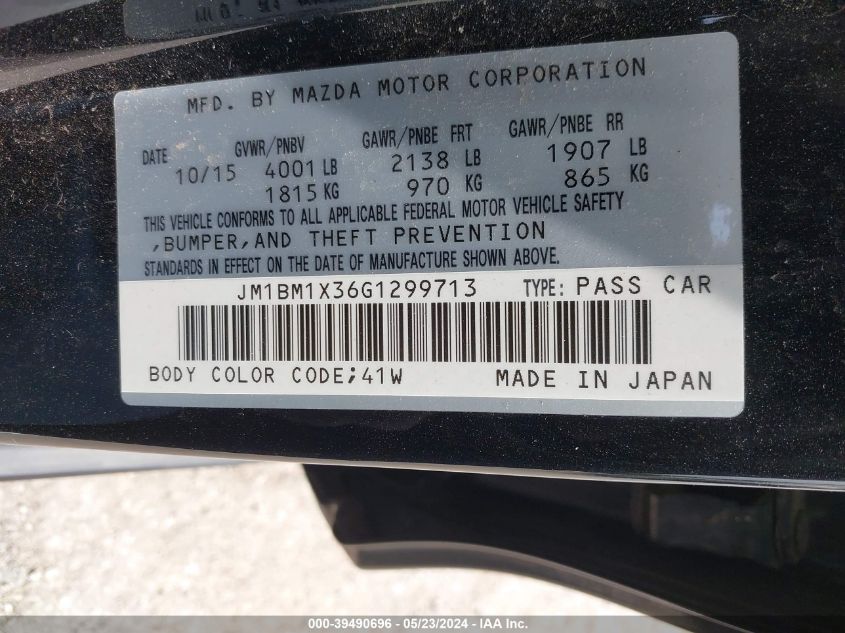 MFD. BY MAZDA MOTOR CORPORATION
DATE GVWR/PNBV GAWR/PNBE FRT GAWR/PNBE RR
10/15 4001 LB 2138 LB 1907 LB
1815 KG 970 KG 865 KG
THIS VEHICLE CONFORMS TO ALL APPLICABLE FEDERAL MOTOR VEHICLE SAFETY
,BUMPER,AND THEFT PREVENTION
STANDARDS IN EFFECT ON THE DATE OF MANUFACTURE SHOWN ABOVE.
JM1BM1X36G1299713 TYPE: PASS CAR
BODY COLOR CODE;41W MADE IN JAPAN
000-39490696 - 05/23/2024 - IAA, Inc.